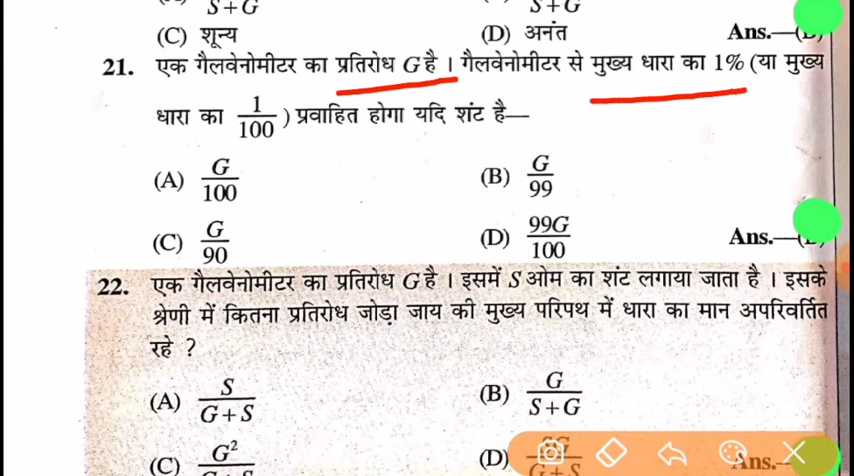 S+G S+G
(C) शून्य (D) अनंत Ans.—
21. एक गैलवेनोमीटर का प्रतिरोध G है । गैलवेनोमीटर से मुख्य धारा का 1% (या मुख्य
धारा का 1/100 ) प्रवाहित होगा यदि शंट है—
(A) G/100 (B) G/99
(C) G/90 (D) 99G/100 Ans.—
22. एक गैलवेनोमीटर का प्रतिरोध G है । इसमें S ओम का शंट लगाया जाता है । इसके
श्रेणी में कितना प्रतिरोध जोड़ा जाय की मुख्य परिपथ में धारा का मान अपरिवर्तित
रहे ?
(A) S/G+S (B) G/S+G
(C) G² (D) Ans.